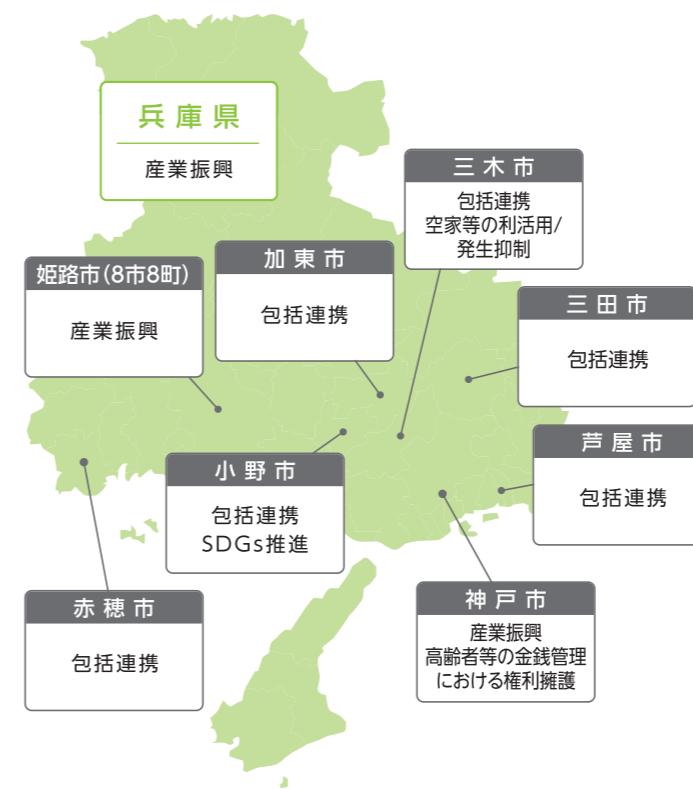 兵庫県
産業振興
三木市
包括連携
空家等の利活用/
発生抑制
加東市
包括連携
姫路市(8市8町)
産業振興
三田市
包括連携
芦屋市
包括連携
小野市
包括連携
SDGs推進
神戸市
産業振興
高齢者等の金銭管理
における権利擁護
赤穂市
包括連携